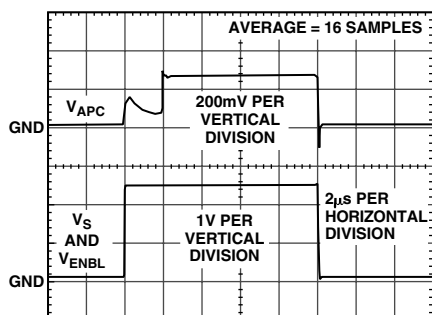 AVERAGE = 16 SAMPLES
VAPC
200mV PER
VERTICAL
DIVISION
GND
VS
AND
VENBL
1V PER
VERTICAL
DIVISION
2μs PER
HORIZONTAL
DIVISION
GND